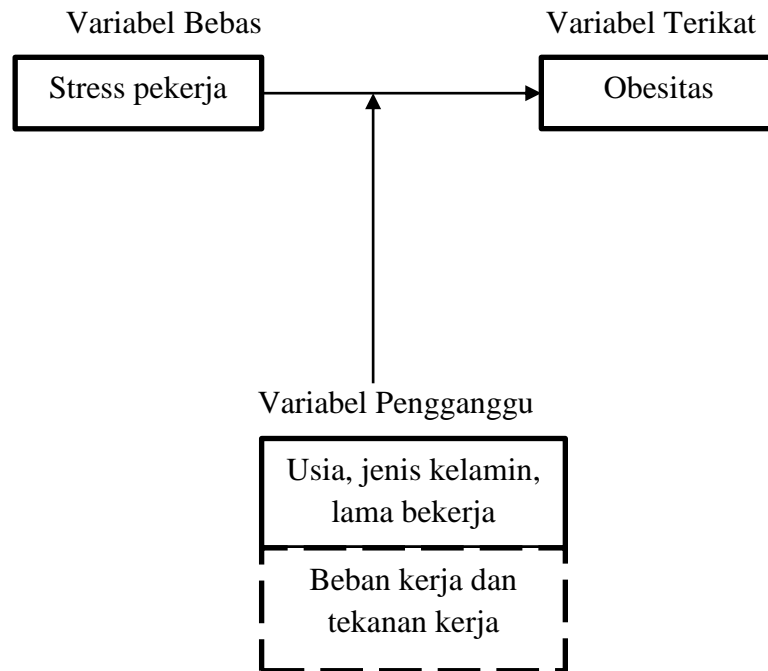 Variabel Bebas
Variabel Terikat
Stress pekerja
Obesitas
Variabel Pengganggu
Usia, jenis kelamin,
lama bekerja
Beban kerja dan
tekanan kerja